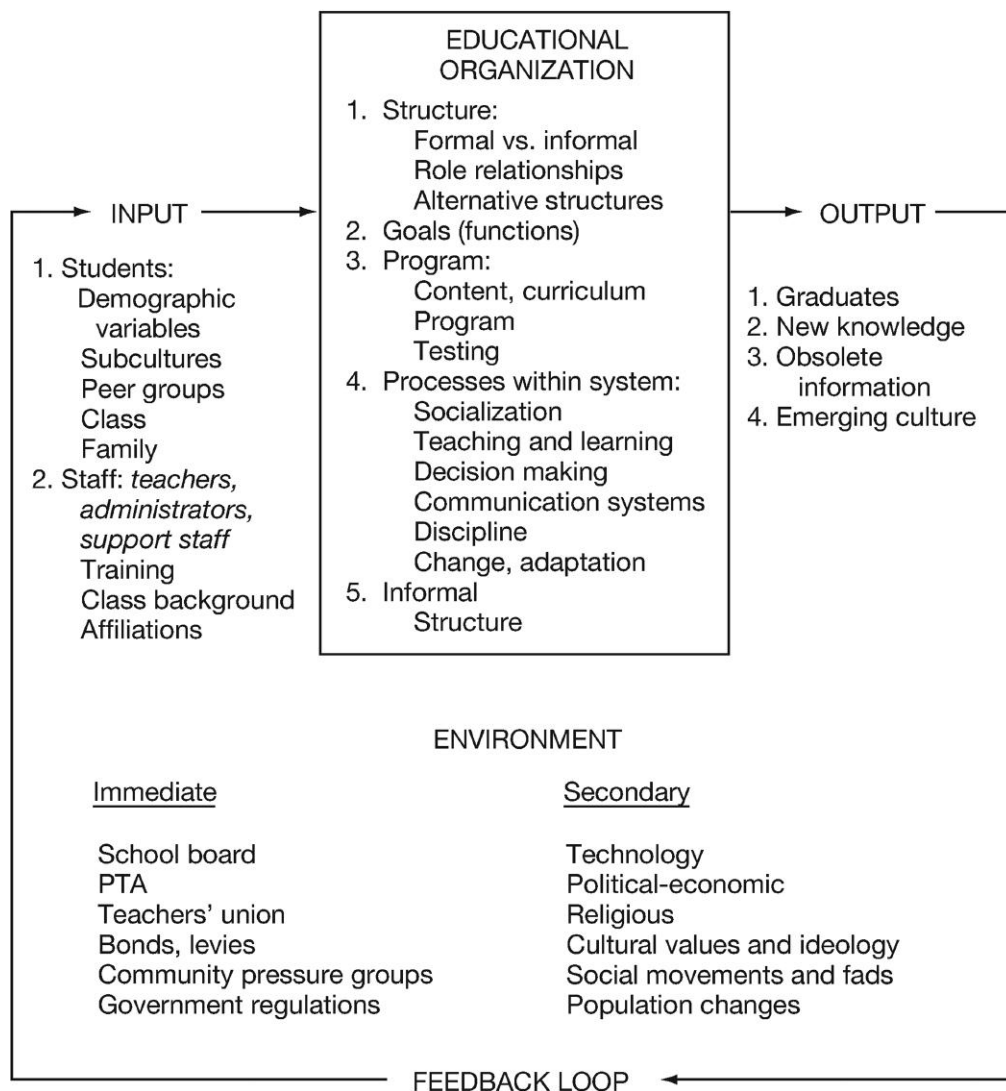 EDUCATIONAL
ORGANIZATION
1. Structure:
Formal vs. informal
Role relationships
Alternative structures
2. Goals (functions)
3. Program:
Content, curriculum
Program
Testing
4. Processes within system:
Socialization
Teaching and learning
Decision making
Communication systems
Discipline
Change, adaptation
5. Informal
Structure
INPUT
1. Students:
Demographic
variables
Subcultures
Peer groups
Class
Family
2. Staff: teachers,
administrators,
support staff
Training
Class background
Affiliations
OUTPUT
1. Graduates
2. New knowledge
3. Obsolete
information
4. Emerging culture
ENVIRONMENT
Immediate
School board
PTA
Teachers’ union
Bonds, levies
Community pressure groups
Government regulations
Secondary
Technology
Political-economic
Religious
Cultural values and ideology
Social movements and fads
Population changes
FEEDBACK LOOP